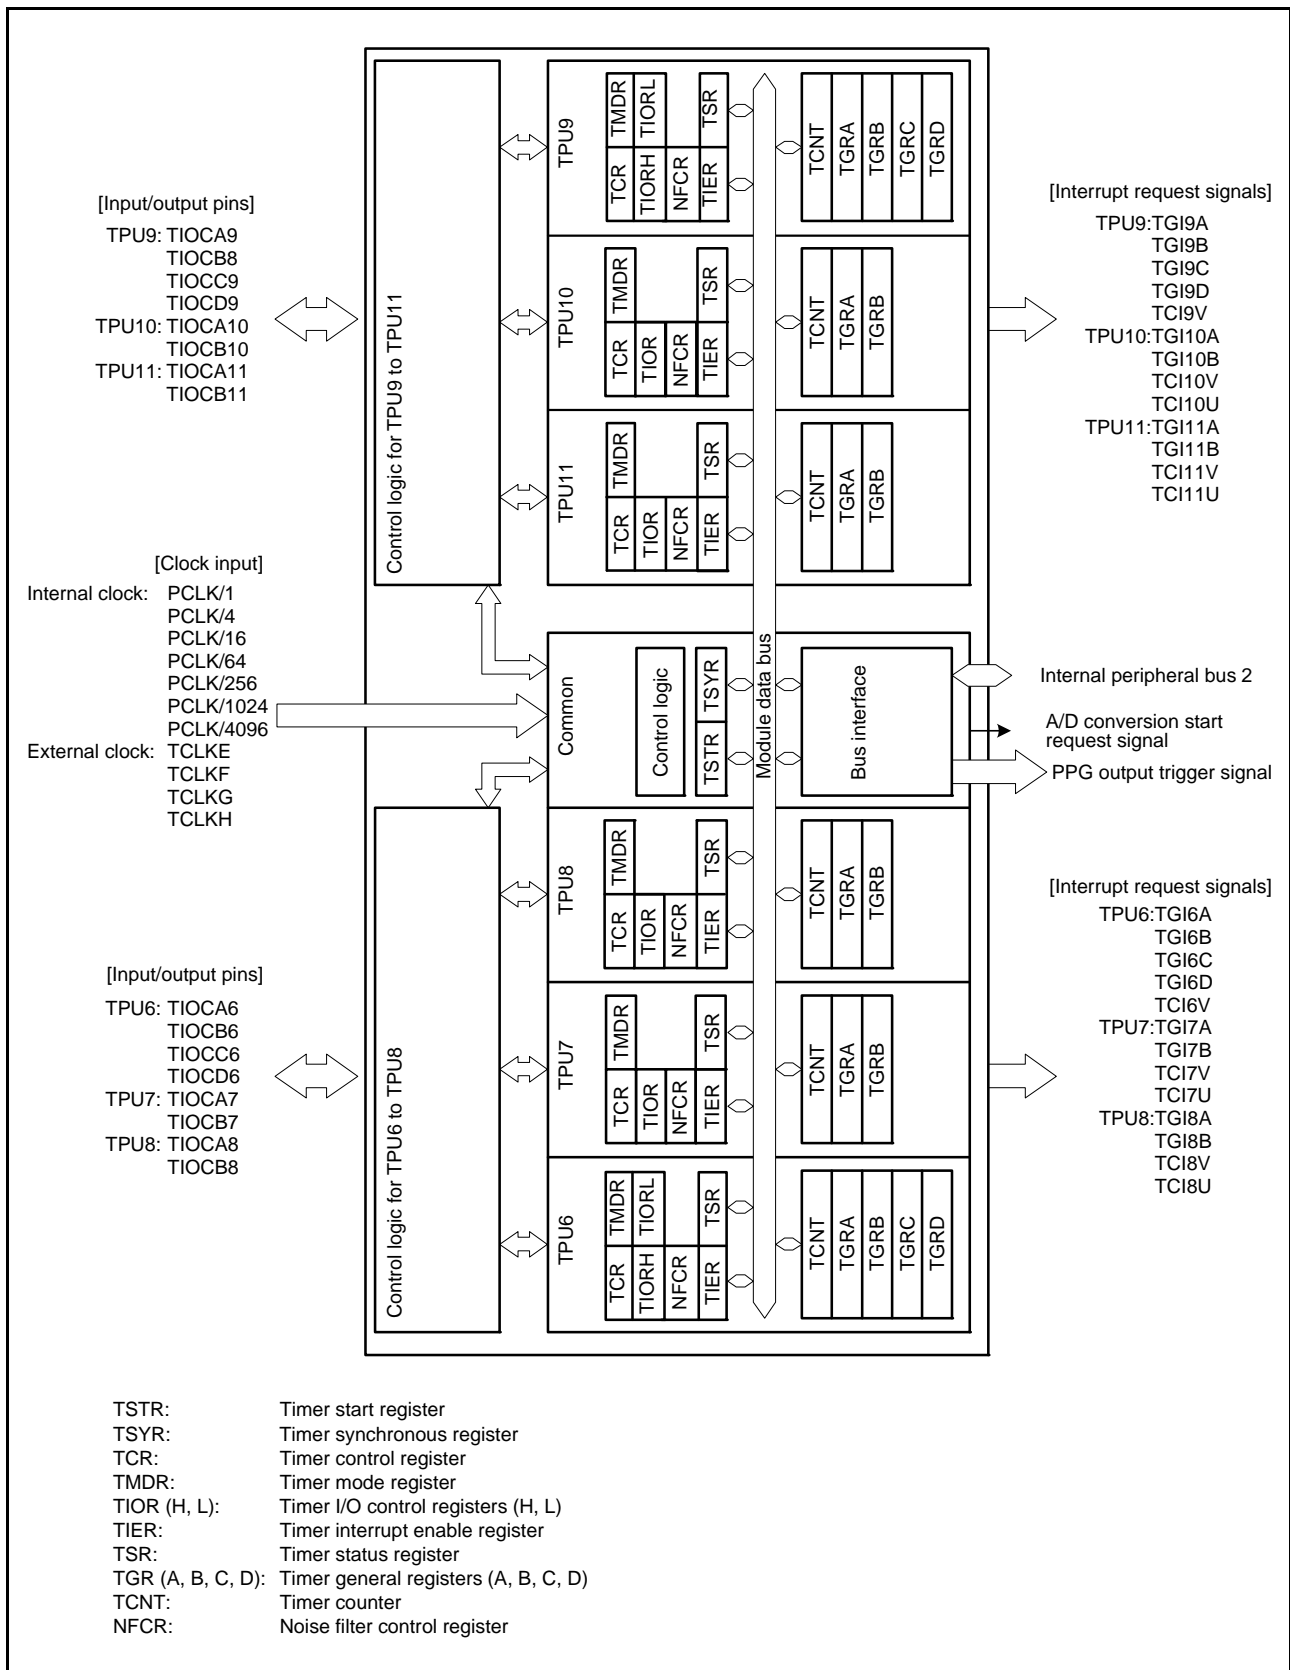 [Input/output pins]
TPU9: TIOCA9
TIOCB8
TIOCC9
TIOCD9
TPU10: TIOCA10
TIOCB10
TPU11: TIOCA11
TIOCB11
[Clock input]
Internal clock: PCLK/1
PCLK/4
PCLK/16
PCLK/64
PCLK/256
PCLK/1024
PCLK/4096
External clock: TCLKE
TCLKF
TCLKG
TCLKH
[Input/output pins]
TPU6: TIOCA6
TIOCB6
TIOCC6
TIOCD6
TPU7: TIOCA7
TIOCB7
TPU8: TIOCA8
TIOCB8
Control logic for TPU9 to TPU11
Control logic for TPU6 to TPU8
TPU9
TMDR
TIORL
TSR
TCR
TIORH
NFCR
TIER
TCNT
TGRA
TGRB
TGRC
TGRD
TPU10
TMDR
TSR
TCR
TIOR
NFCR
TIER
TCNT
TGRA
TGRB
TPU11
TMDR
TSR
TCR
TIOR
NFCR
TIER
TCNT
TGRA
TGRB
Common
Control logic
TSYR
TSTR
Module data bus
Bus interface
TPU8
TMDR
TSR
TCR
TIOR
NFCR
TIER
TCNT
TGRA
TGRB
TPU7
TMDR
TSR
TCR
TIOR
NFCR
TIER
TCNT
TGRA
TGRB
TPU6
TMDR
TIORL
TSR
TCR
TIORH
NFCR
TIER
TCNT
TGRA
TGRB
TGRC
TGRD
[Interrupt request signals]
TPU9:TGI9A
TGI9B
TGI9C
TGI9D
TCI9V
TPU10:TGI10A
TGI10B
TCI10V
TCI10U
TPU11:TGI11A
TGI11B
TCI11V
TCI11U
Internal peripheral bus 2
A/D conversion start
request signal
PPG output trigger signal
[Interrupt request signals]
TPU6:TGI6A
TGI6B
TGI6C
TGI6D
TCI6V
TPU7:TGI7A
TGI7B
TCI7V
TCI7U
TPU8:TGI8A
TGI8B
TCI8V
TCI8U
TSTR: Timer start register
TSYR: Timer synchronous register
TCR: Timer control register
TMDR: Timer mode register
TIOR (H, L): Timer I/O control registers (H, L)
TIER: Timer interrupt enable register
TSR: Timer status register
TGR (A, B, C, D): Timer general registers (A, B, C, D)
TCNT: Timer counter
NFCR: Noise filter control register